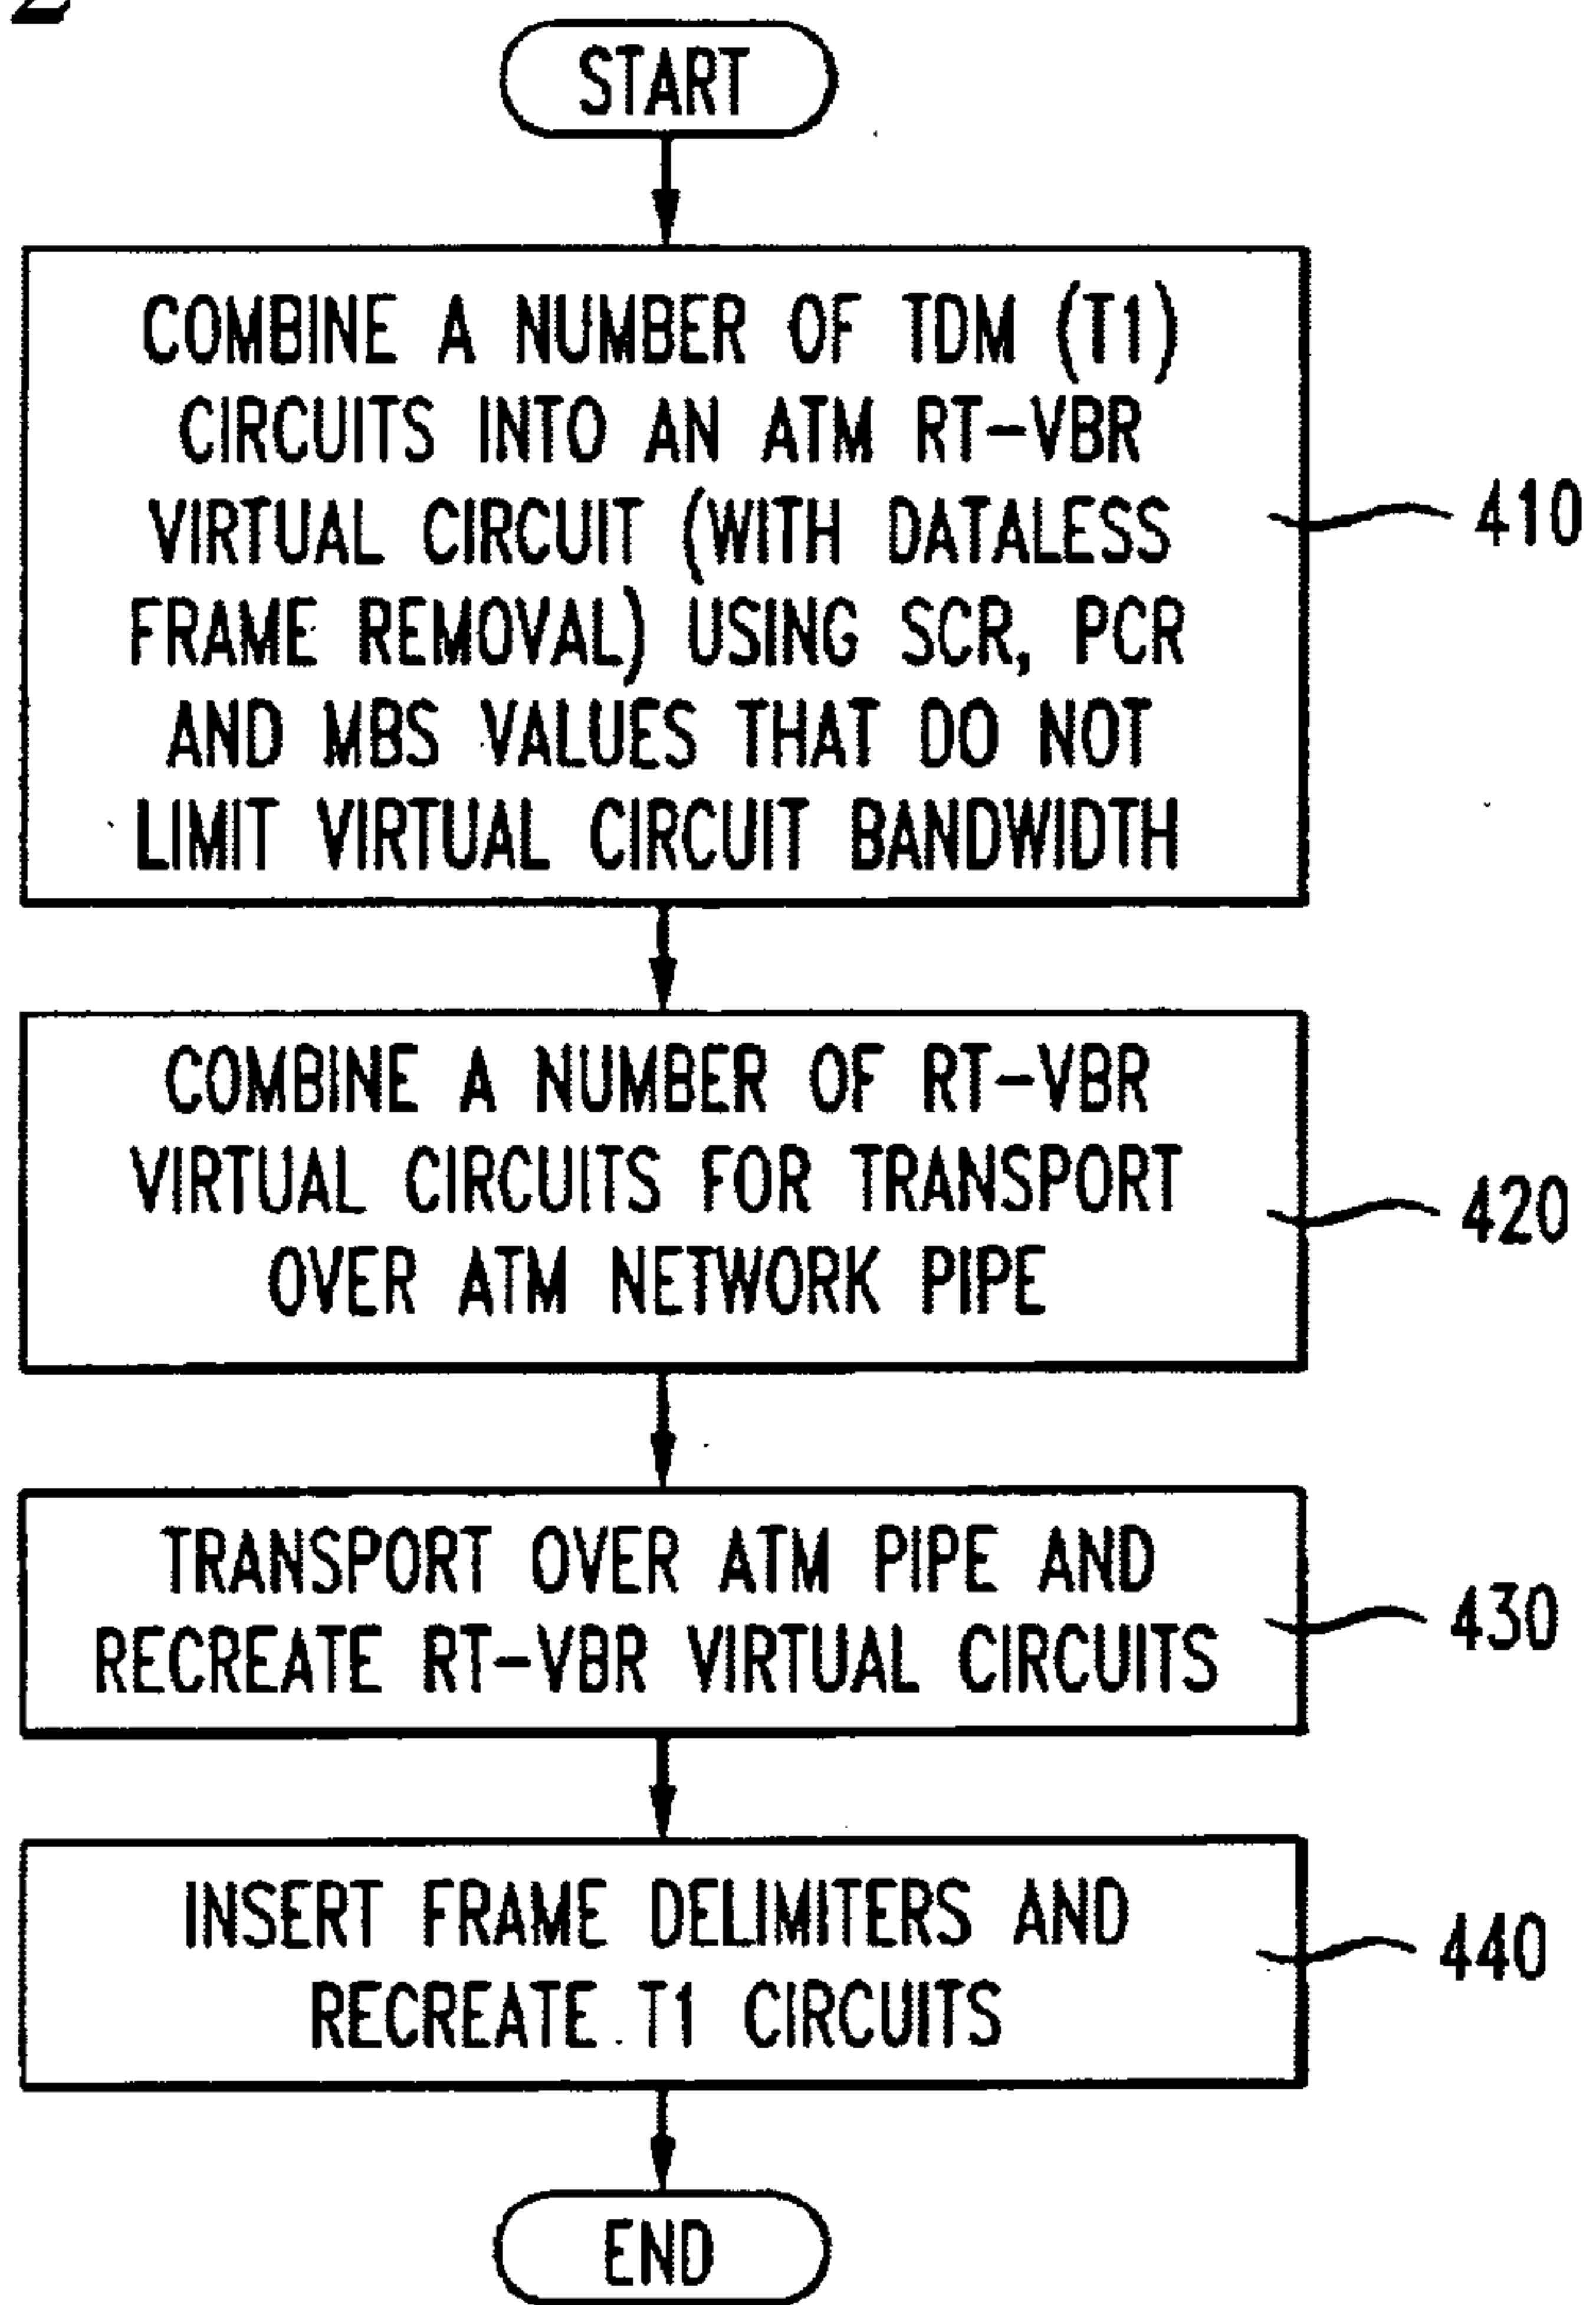 START
COMBINE A NUMBER OF TDM (T1)
CIRCUITS INTO AN ATM RT-VBR
VIRTUAL CIRCUIT (WITH DATALESS
FRAME REMOVAL) USING SCR, PCR
AND MBS VALUES THAT DO NOT
LIMIT VIRTUAL CIRCUIT BANDWIDTH
410
COMBINE A NUMBER OF RT-VBR
VIRTUAL CIRCUITS FOR TRANSPORT
OVER ATM NETWORK PIPE
420
TRANSPORT OVER ATM PIPE AND
RECREATE RT-VBR VIRTUAL CIRCUITS
430
INSERT FRAME DELIMITERS AND
RECREATE T1 CIRCUITS
440
END